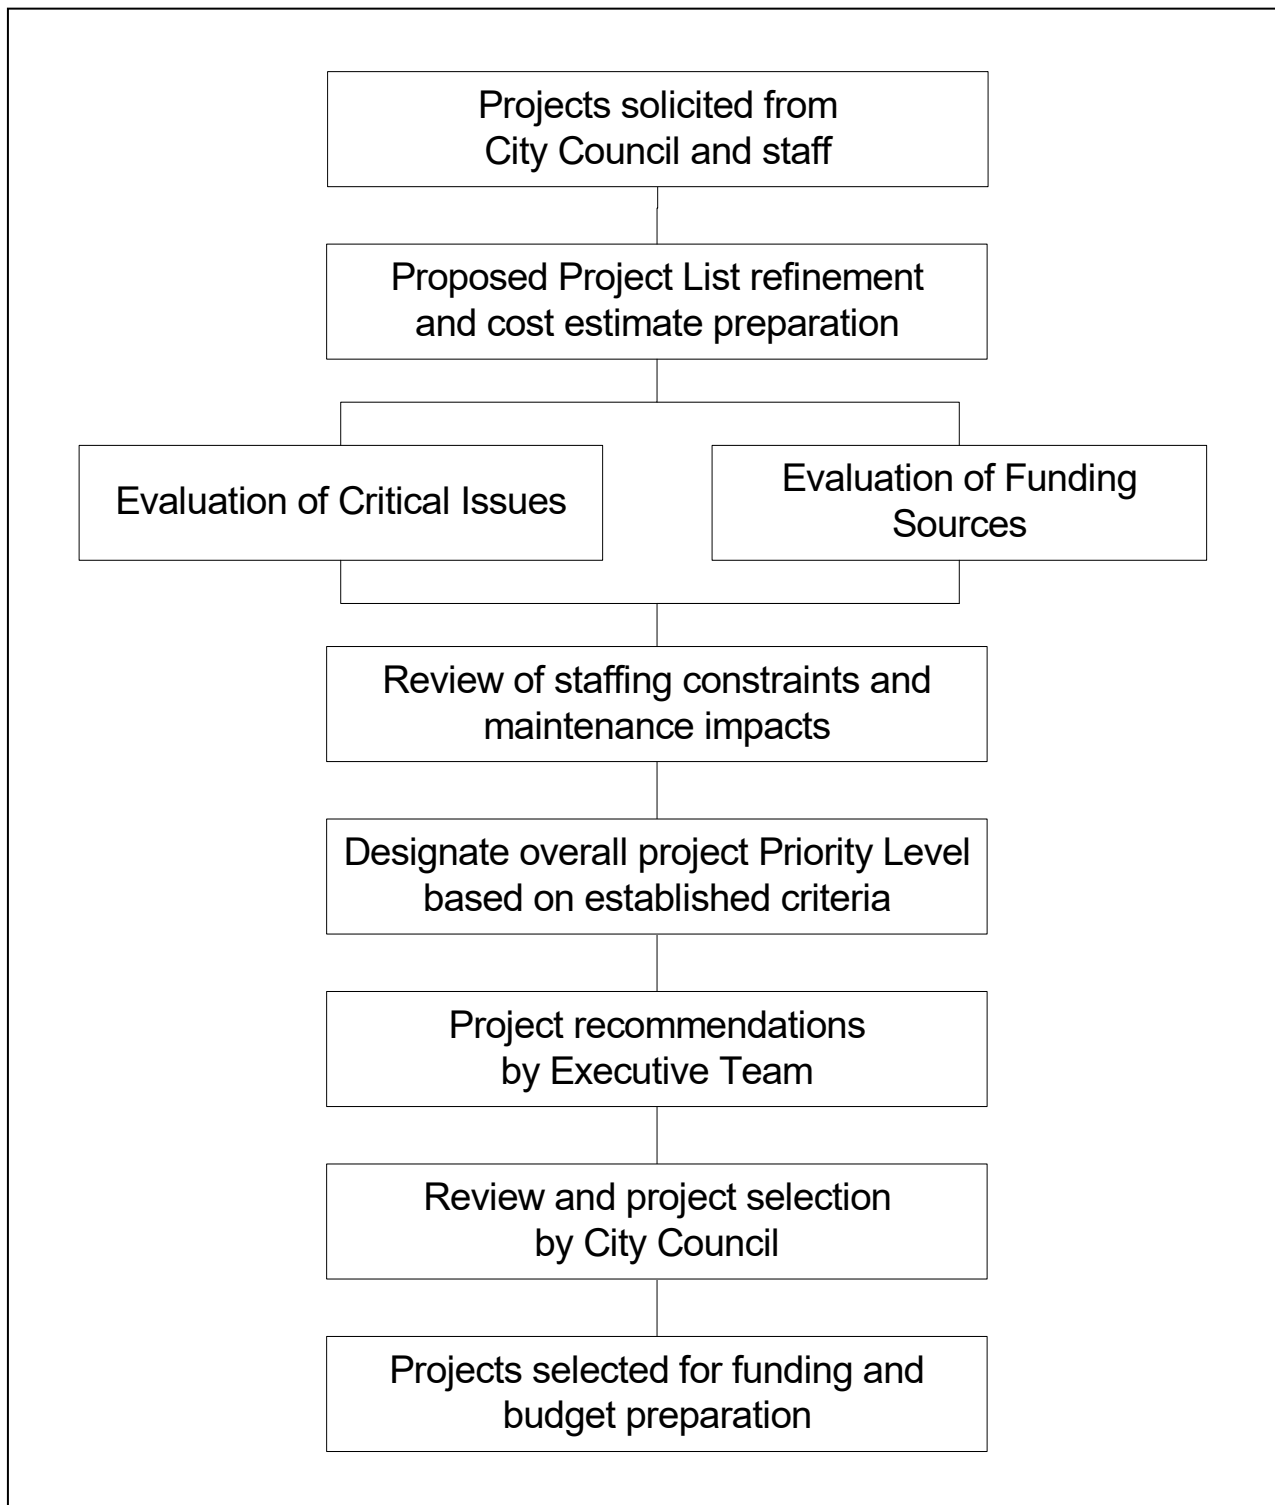 Projects solicited from
City Council and staff
Proposed Project List refinement
and cost estimate preparation
Evaluation of Critical Issues
Evaluation of Funding
Sources
Review of staffing constraints and
maintenance impacts
Designate overall project Priority Level
based on established criteria
Project recommendations
by Executive Team
Review and project selection
by City Council
Projects selected for funding and
budget preparation